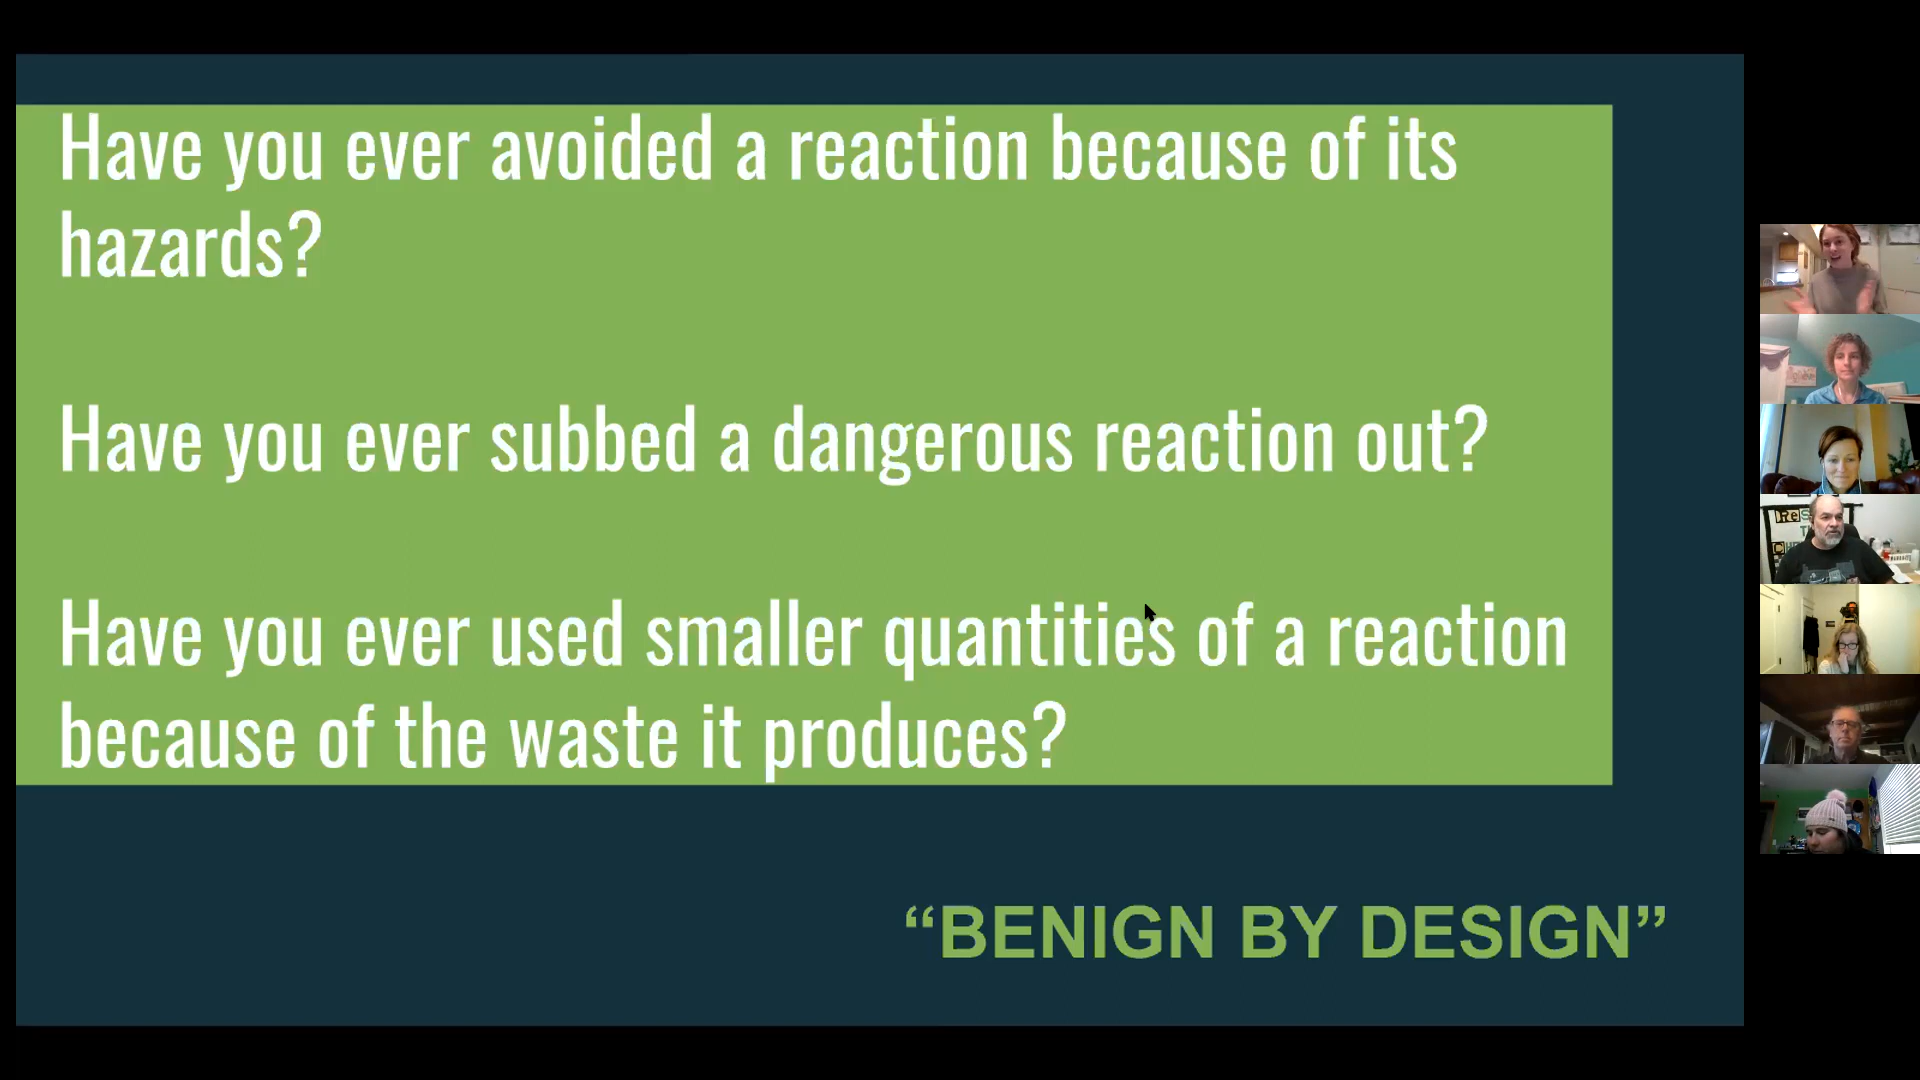 Have you ever avoided a reaction because of its
hazards?
Have you ever subbed a dangerous reaction out?
Have you ever used smaller quantities of a reaction
because of the waste it produces?
“BENIGN BY DESIGN”